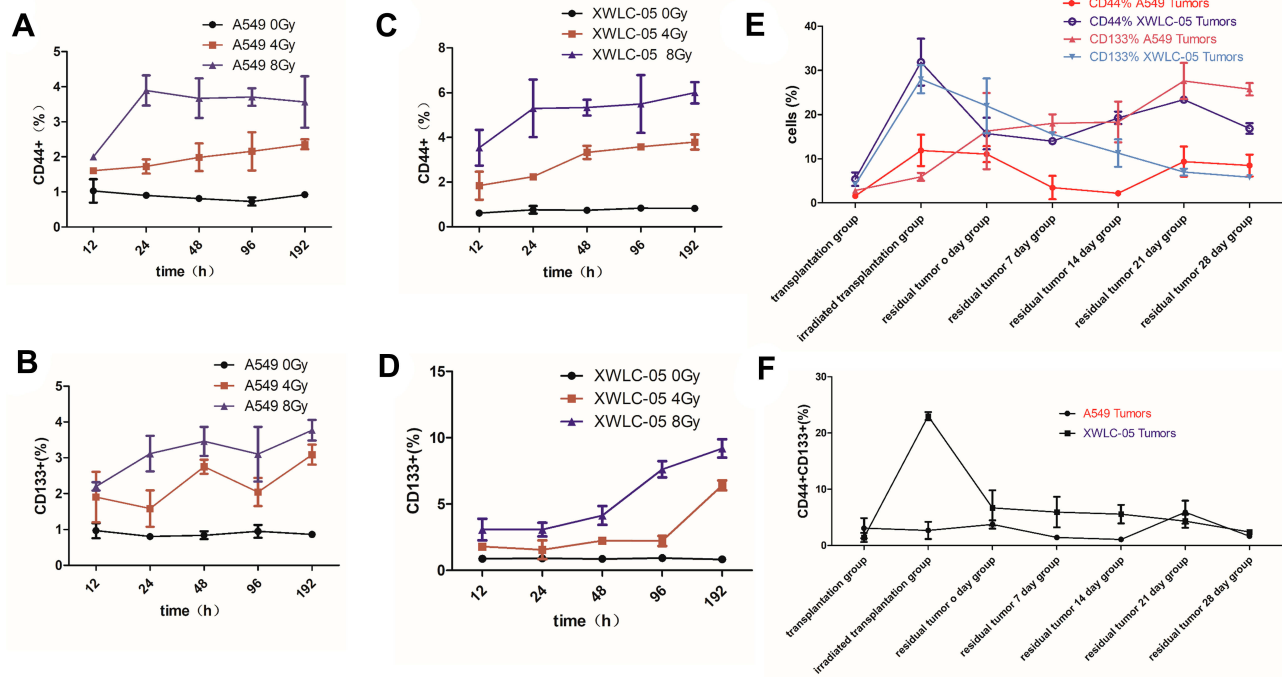 A
A549 0Gy
A549 4Gy
A549 8Gy
CD44+（%）
5
4
3
2
1
0
12
24
48
96
192
time（h）
C
XWLC-05 0Gy
XWLC-05 4Gy
XWLC-05 8Gy
CD44+（%）
8
6
4
2
0
12
24
48
96
192
time（h）
E
CD44% A549 Tumors
CD44% XWLC-05 Tumors
CD133% A549 Tumors
CD133% XWLC-05 Tumors
cells (%)
40
30
20
10
0
transplantation group
irradiated transplantation group
residual tumor o day group
residual tumor 7 day group
residual tumor 14 day group
residual tumor 21 day group
residual tumor 28 day group
B
A549 0Gy
A549 4Gy
A549 8Gy
CD133+(%)
5
4
3
2
1
0
12
24
48
96
192
time（h）
D
XWLC-05 0Gy
XWLC-05 4Gy
XWLC-05 8Gy
CD133+(%)
15
10
5
0
12
24
48
96
192
time（h）
F
A549 Tumors
XWLC-05 Tumors
CD44+CD133+(%)
30
20
10
0
transplantation group
irradiated transplantation group
residual tumor o day group
residual tumor 7 day group
residual tumor 14 day group
residual tumor 21 day group
residual tumor 28 day group